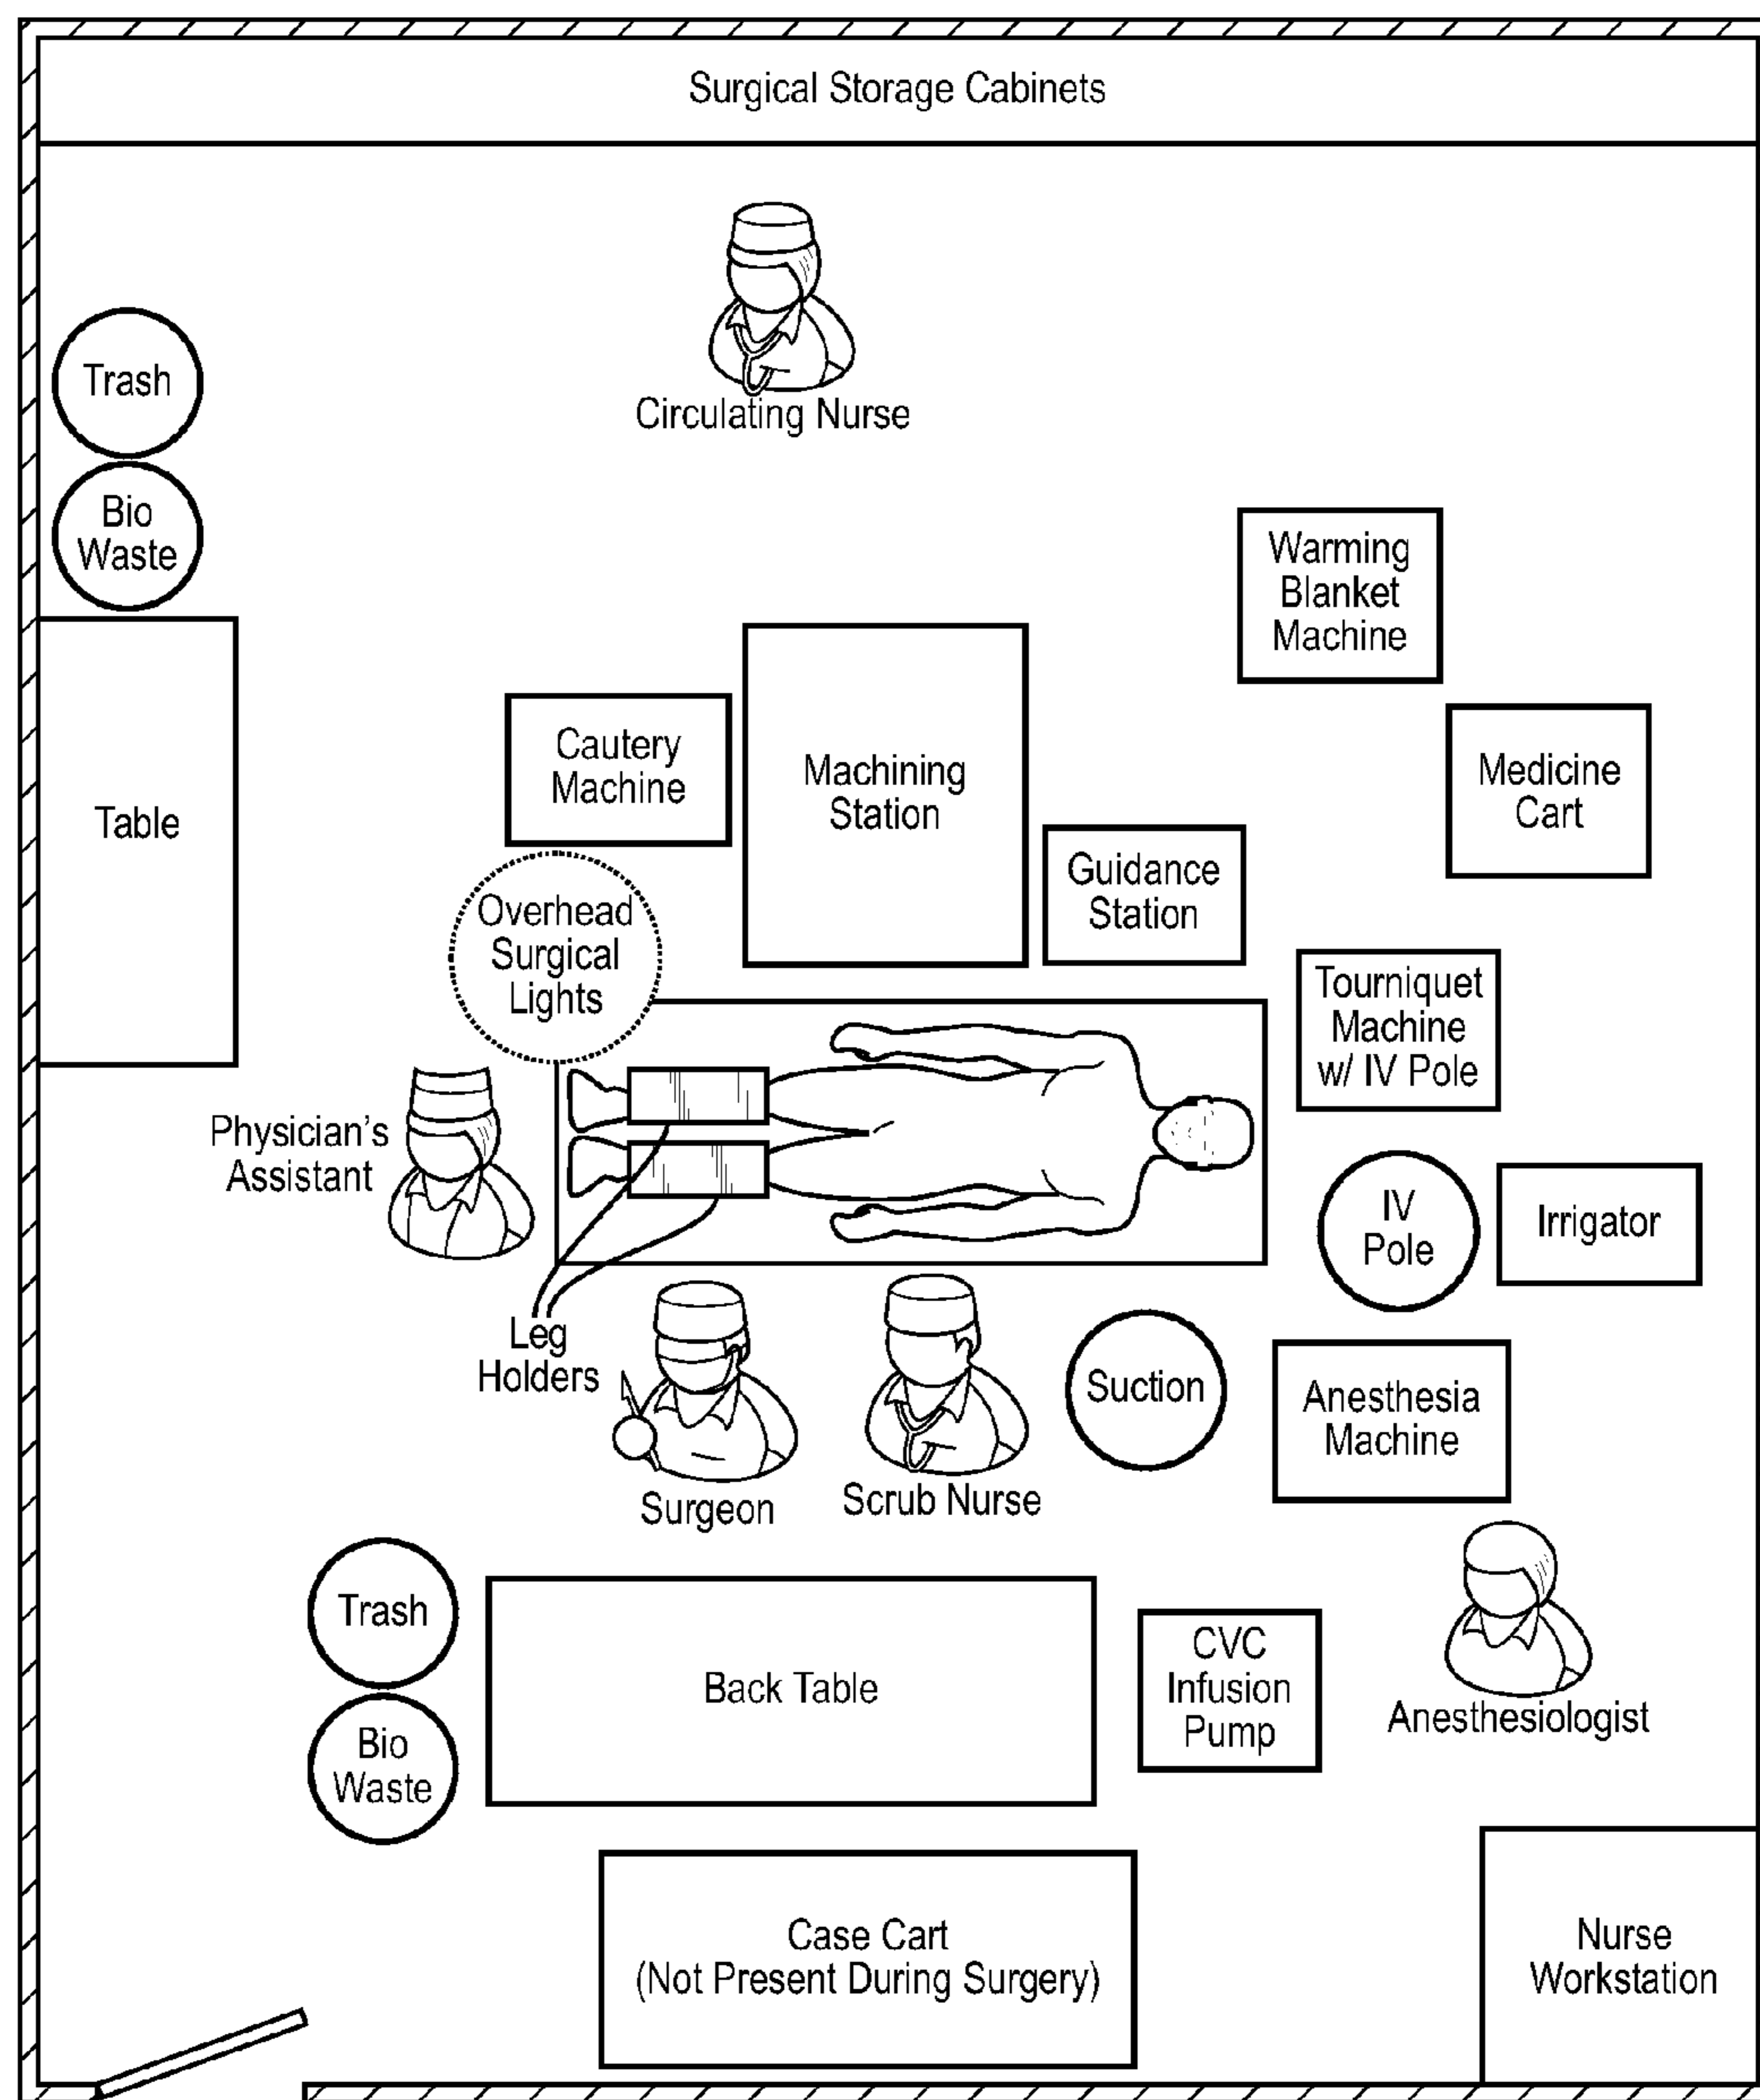 Surgical Storage Cabinets
Circulating Nurse
Trash
Bio
Waste
Warming
Blanket
Machine
Cautery
Machine
Machining
Station
Medicine
Cart
Table
Guidance
Station
Overhead
Surgical
Lights
Tourniquet
Machine
w/ IV Pole
Physician's
Assistant
IV
Pole
Irrigator
Leg
Holders
Suction
Anesthesia
Machine
Surgeon
Scrub Nurse
Trash
Bio
Waste
Back Table
CVC
Infusion
Pump
Anesthesiologist
Case Cart
(Not Present During Surgery)
Nurse
Workstation